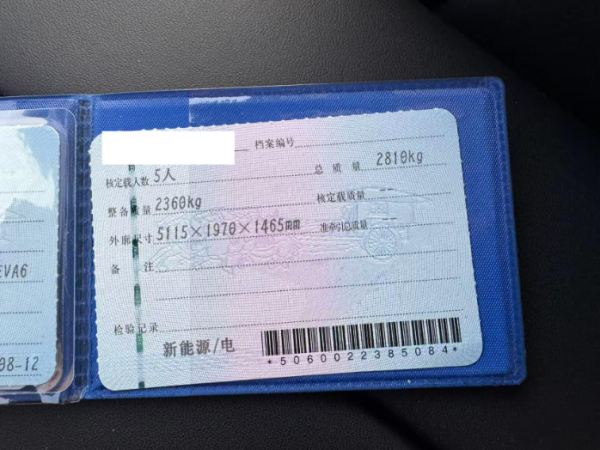 档案编号
核定载人数 5人 总质量 2810kg
整备质量 2360kg 核定载质量 --
外廓尺寸 5115×1970×1465㎜ 准牵引总质量 --
备注
检验记录
新能源/电
*5060022385084*
EVA6
08-12